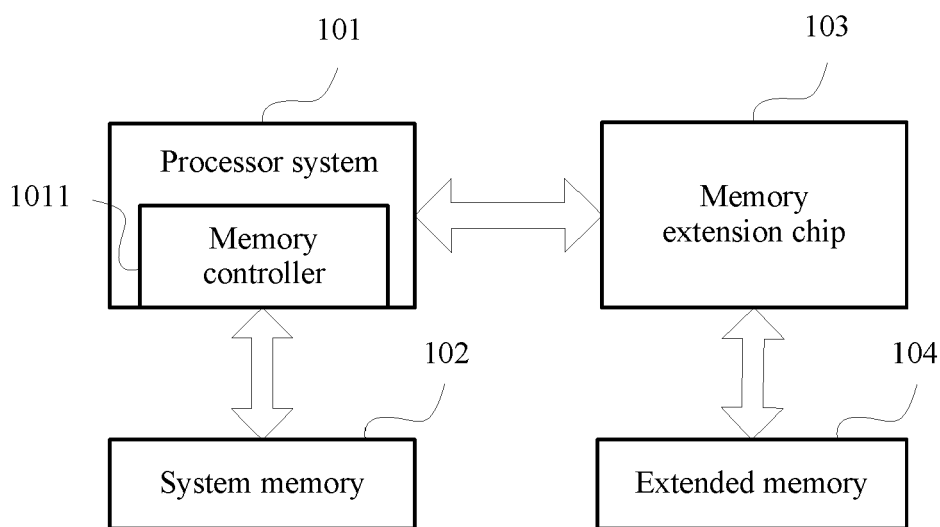 101
103
Processor system
1011
Memory
controller
Memory
extension chip
102
104
System memory
Extended memory